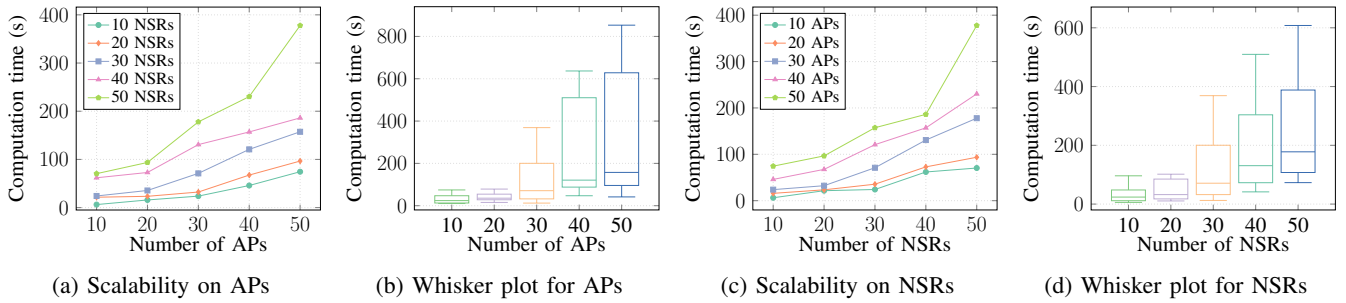 Computation time (s)
400
300
200
100
0
10 NSRs
20 NSRs
30 NSRs
40 NSRs
50 NSRs
10 20 30 40 50
Number of APs
(a) Scalability on APs
Computation time (s)
800
600
400
200
0
10 20 30 40 50
Number of APs
(b) Whisker plot for APs
Computation time (s)
400
300
200
100
0
10 APs
20 APs
30 APs
40 APs
50 APs
10 20 30 40 50
Number of NSRs
(c) Scalability on NSRs
Computation time (s)
600
400
200
0
10 20 30 40 50
Number of NSRs
(d) Whisker plot for NSRs